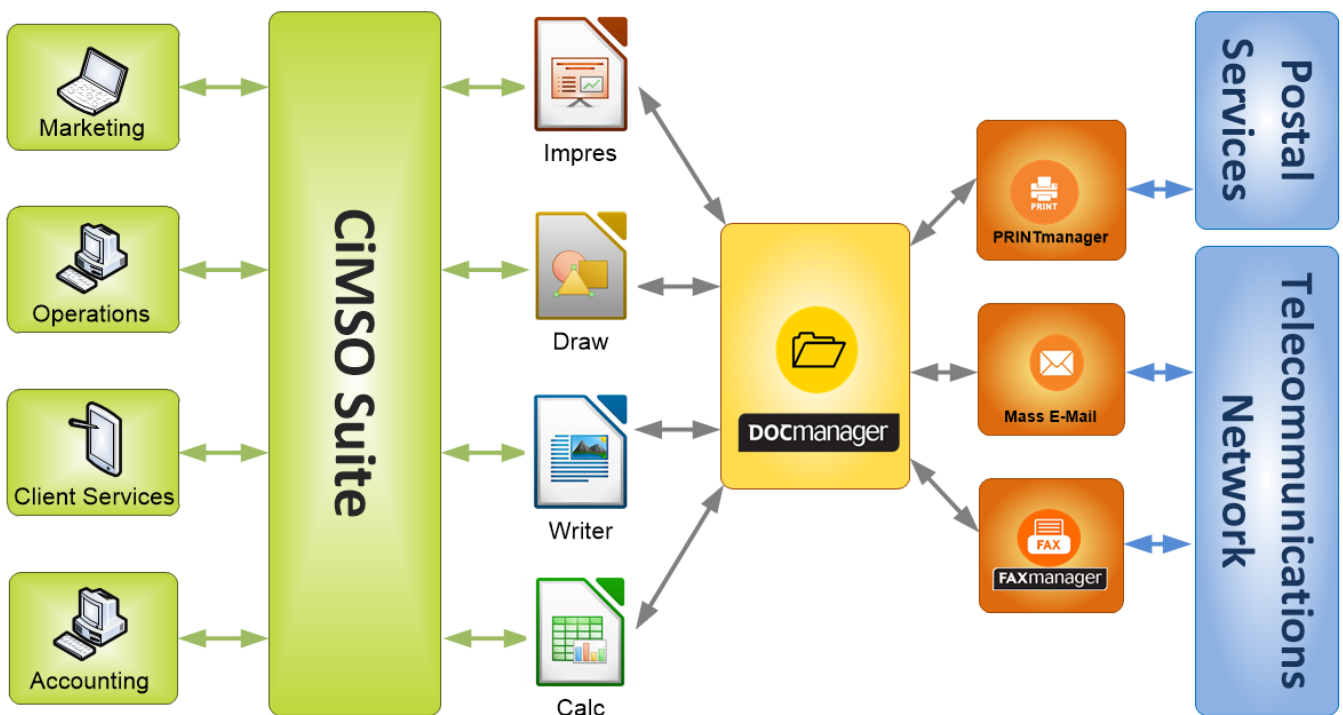 Marketing
Operations
Client Services
Accounting
CiMSO Suite
Impres
Draw
Writer
Calc
DOCmanager
PRINT
PRINTmanager
Mass E-Mail
FAX
FAXmanager
Postal
Services
Telecommunications
Network